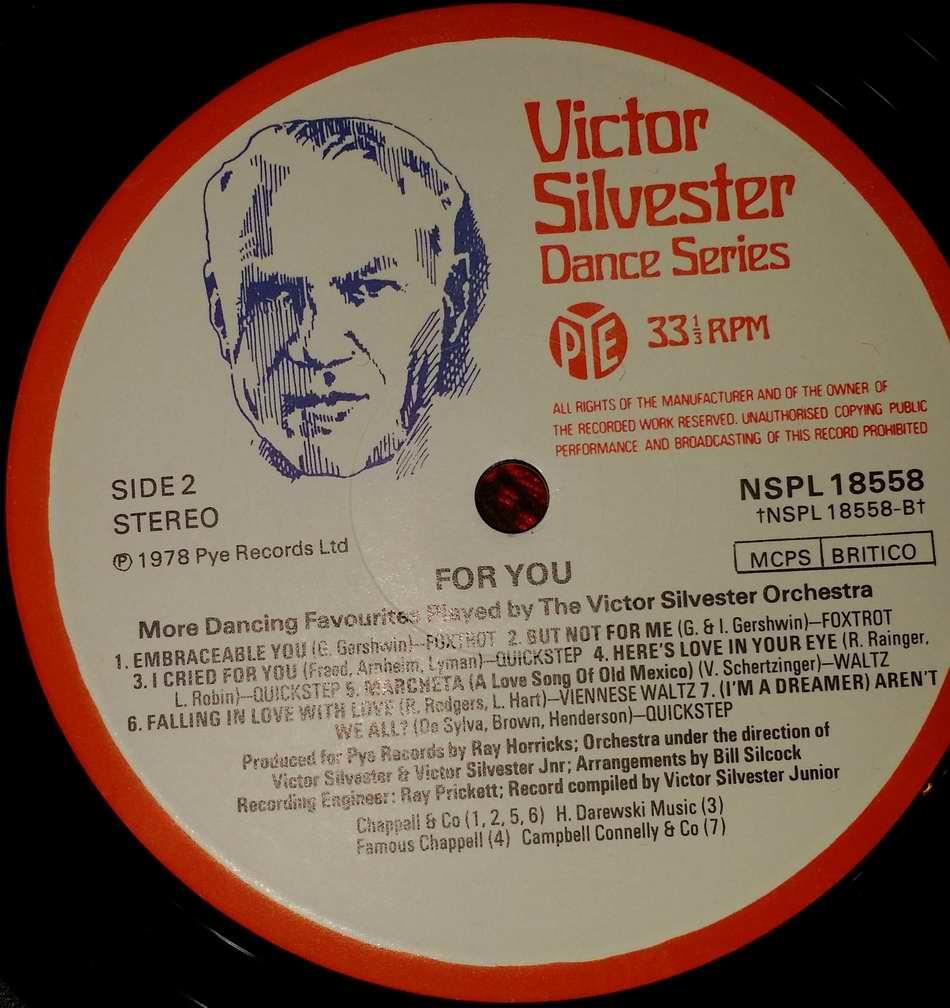 Victor
Silvester
Dance Series
PYE 33 1/3 RPM
ALL RIGHTS OF THE MANUFACTURER AND OF THE OWNER OF
THE RECORDED WORK RESERVED. UNAUTHORISED COPYING PUBLIC
PERFORMANCE AND BROADCASTING OF THIS RECORD PROHIBITED
SIDE 2
STEREO
℗ 1978 Pye Records Ltd
NSPL 18558
†NSPL 18558-B†
MCPS BRITICO
FOR YOU
More Dancing Favourites Played by The Victor Silvester Orchestra
1. EMBRACEABLE YOU (G. Gershwin)—FOXTROT 2. BUT NOT FOR ME (G. & I. Gershwin)—FOXTROT
3. I CRIED FOR YOU (Freed, Arnheim, Lyman)—QUICKSTEP 4. HERE'S LOVE IN YOUR EYE (R. Rainger,
L. Robin)—QUICKSTEP 5. MARCHETA (A Love Song Of Old Mexico) (V. Schertzinger)—WALTZ
6. FALLING IN LOVE WITH LOVE (R. Rodgers, L. Hart)—VIENNESE WALTZ 7. (I'M A DREAMER) AREN'T
WE ALL? (De Sylva, Brown, Henderson)—QUICKSTEP
Produced for Pye Records by Ray Horricks; Orchestra under the direction of
Victor Silvester & Victor Silvester Jnr; Arrangements by Bill Silcock
Recording Engineer: Ray Prickett; Record compiled by Victor Silvester Junior
Chappell & Co (1, 2, 5, 6) H. Darewski Music (3)
Famous Chappell (4) Campbell Connelly & Co (7)